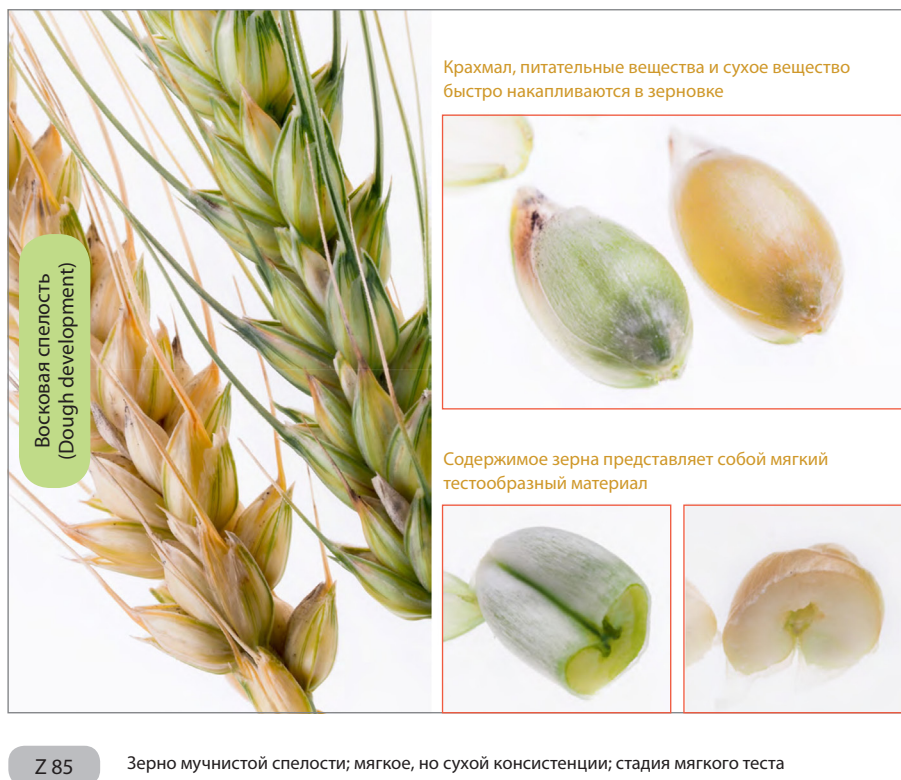 Восковая спелость
(Dough development)
Крахмал, питательные вещества и сухое вещество
быстро накапливаются в зерновке
Содержимое зерна представляет собой мягкий
тестообразный материал
Z 85
Зерно мучнистой спелости; мягкое, но сухой консистенции; стадия мягкого теста